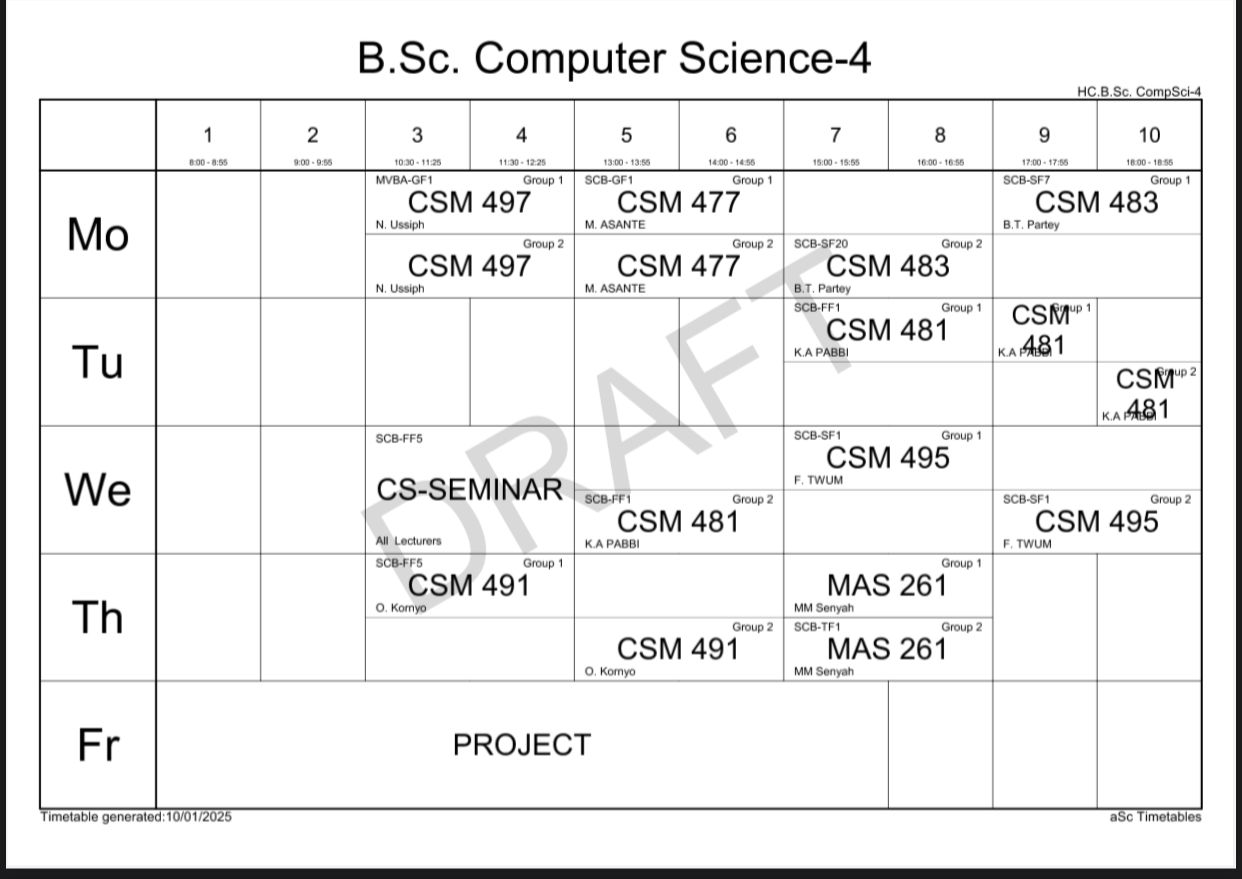 B.Sc. Computer Science-4
HC.B.Sc. CompSci-4
1 2 3 4 5 6 7 8 9 10
8:00 - 8:55 9:00 - 9:55 10:30 - 11:25 11:30 - 12:25 13:00 - 13:55 14:00 - 14:55 15:00 - 15:55 16:00 - 16:55 17:00 - 17:55 18:00 - 18:55
Mo
MVBA-GF1 Group 1
CSM 497
N. Ussiph
SCB-GF1 Group 1
CSM 477
M. ASANTE
SCB-SF7 Group 1
CSM 483
B.T. Partey
Group 2
CSM 497
N. Ussiph
Group 2
CSM 477
M. ASANTE
SCB-SF20 Group 2
CSM 483
B.T. Partey
Tu
SCB-FF1 Group 1
CSM 481
K.A PABBI
Group 1
CSM
481
K.A PABBI
Group 2
CSM
481
K.A PABBI
We
SCB-FF5
CS-SEMINAR
All Lecturers
SCB-SF1 Group 1
CSM 495
F. TWUM
SCB-FF1 Group 2
CSM 481
K.A PABBI
SCB-SF1 Group 2
CSM 495
F. TWUM
Th
SCB-FF5 Group 1
CSM 491
O. Kornyo
Group 1
MAS 261
MM Senyah
Group 2
CSM 491
O. Kornyo
SCB-TF1 Group 2
MAS 261
MM Senyah
Fr
PROJECT
DRAFT
Timetable generated:10/01/2025
aSc Timetables